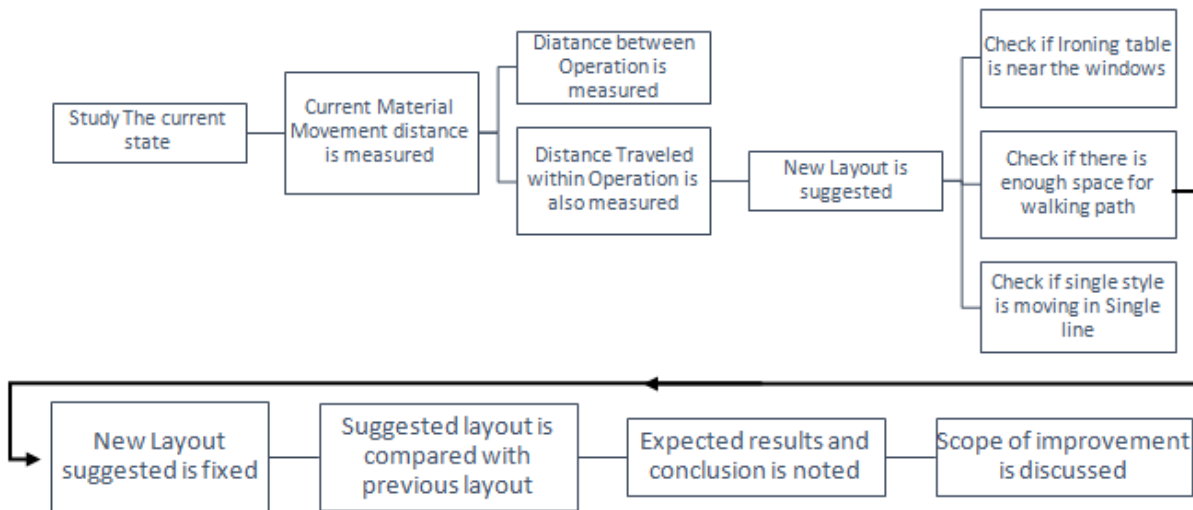 Study The current
state
Current Material
Movement distance
is measured
Diatance between
Operation is
measured
Distance Traveled
within Operation is
also measured
New Layout is
suggested
Check if Ironing table
is near the windows
Check if there is
enough space for
walking path
Check if single style
is moving in Single
line
New Layout
suggested is fixed
Suggested layout is
compared with
previous layout
Expected results and
conclusion is noted
Scope of improvement
is discussed